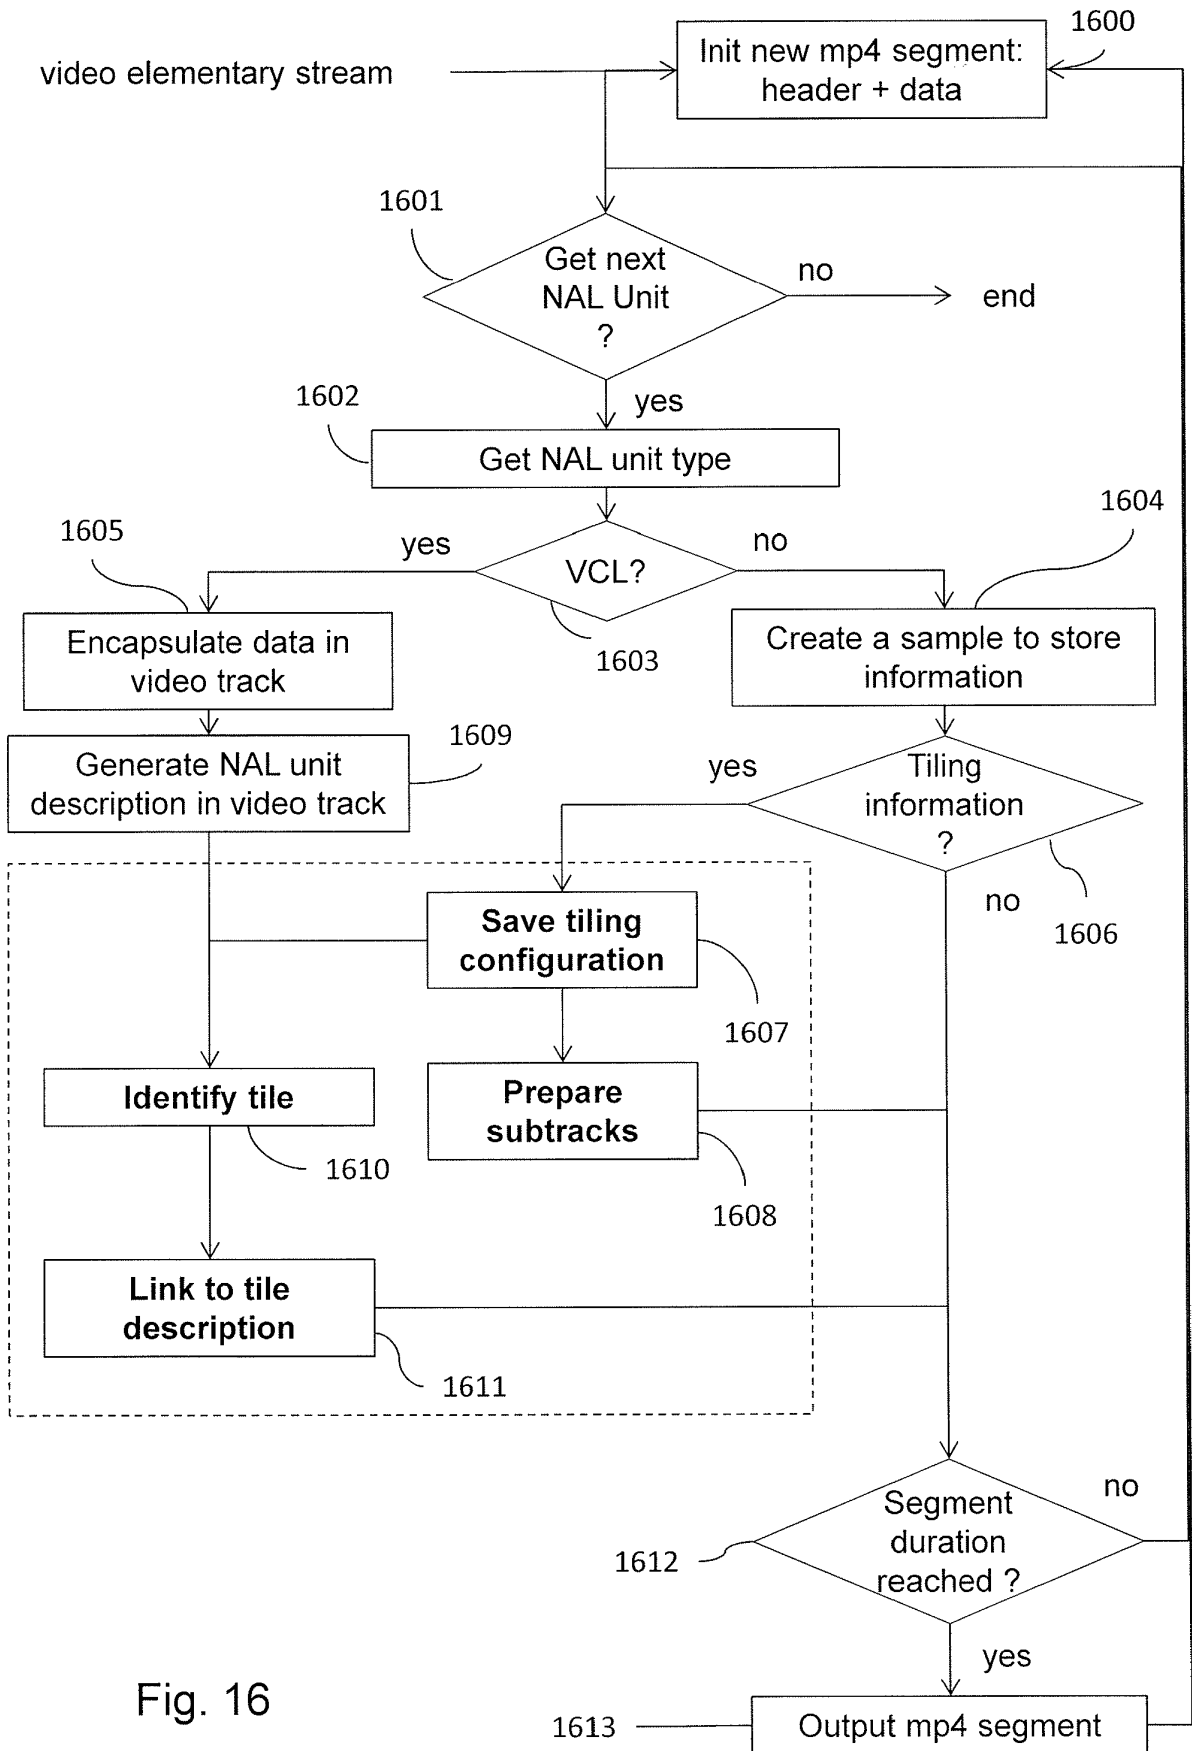 1600
Init new mp4 segment:
header + data
video elementary stream
1601
Get next
NAL Unit
?
no
end
yes
1602
Get NAL unit type
1604
1605
yes
VCL?
no
1603
Encapsulate data in
video track
Create a sample to store
information
1609
Generate NAL unit
description in video track
yes
Tiling
information
?
no
1606
Save tiling
configuration
1607
Identify tile
1610
Prepare
subtracks
1608
Link to tile
description
1611
Segment
duration
reached ?
no
1612
yes
Fig. 16
1613
Output mp4 segment